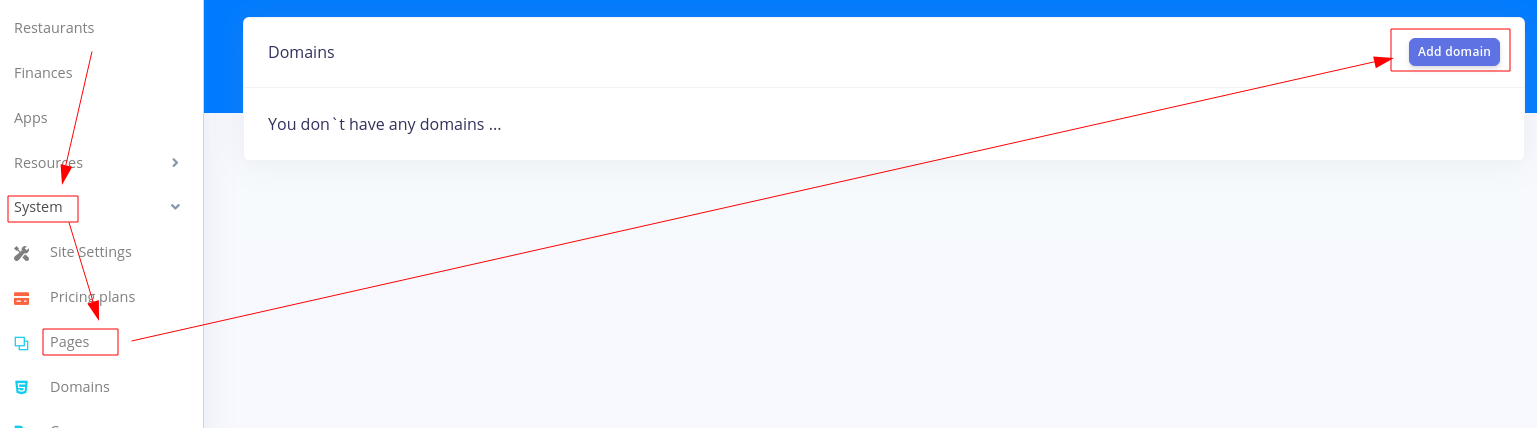 Restaurants
Finances
Apps
Resources
System
Site Settings
Pricing plans
Pages
Domains
Domains
Add domain
You don`t have any domains ...